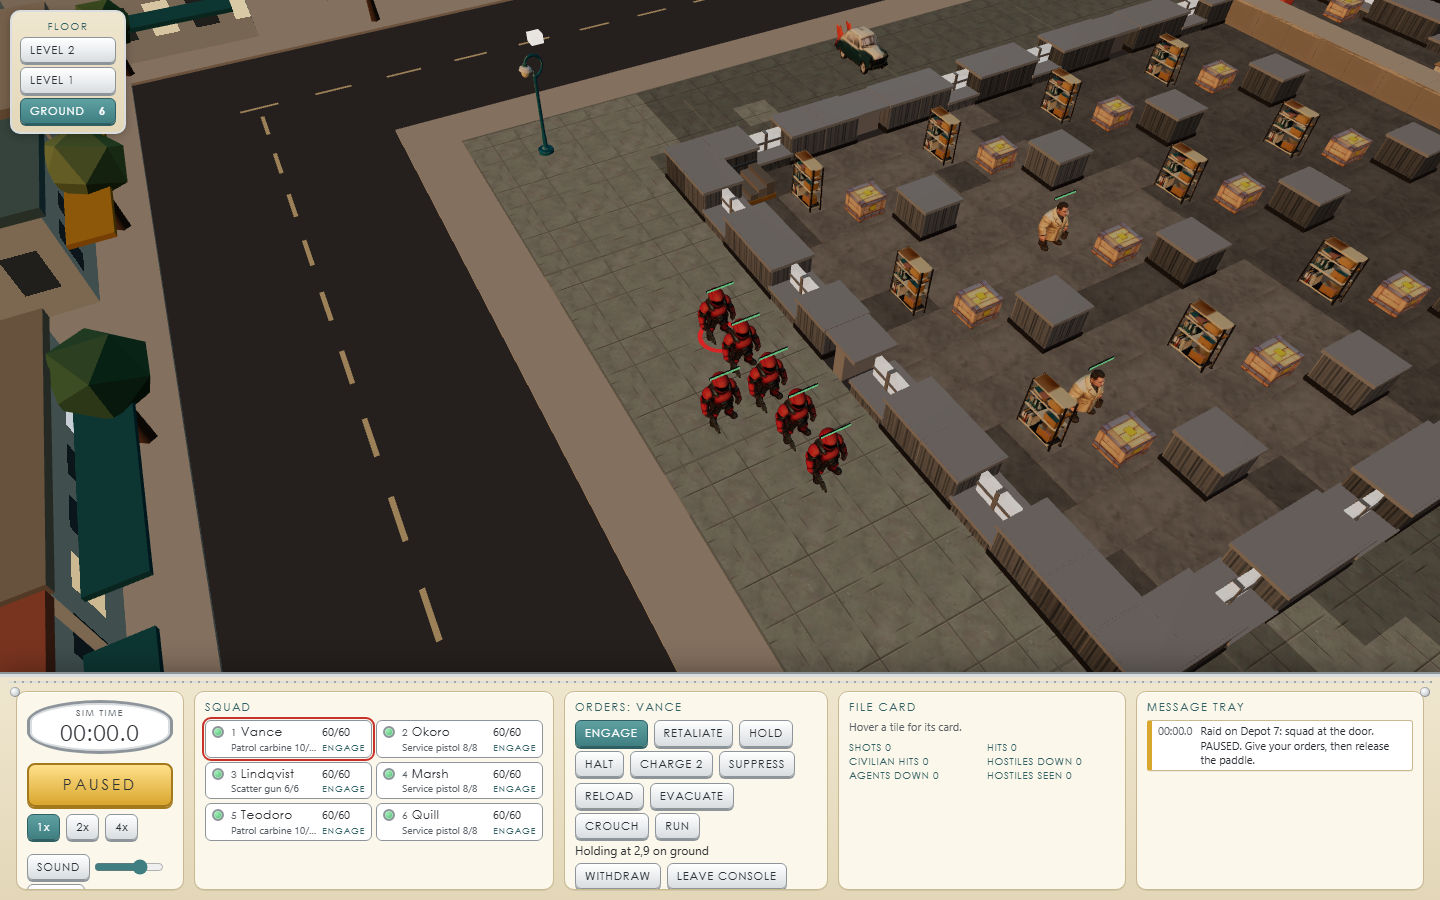 FLOOR
LEVEL 2
LEVEL 1
GROUND 6
SIM TIME
00:00.0
PAUSED
1x 2x 4x
SOUND
SQUAD
1 Vance 60/60
Patrol carbine 10/... ENGAGE
2 Okoro 60/60
Service pistol 8/8 ENGAGE
3 Lindqvist 60/60
Scatter gun 6/6 ENGAGE
4 Marsh 60/60
Service pistol 8/8 ENGAGE
5 Teodoro 60/60
Patrol carbine 10/... ENGAGE
6 Quill 60/60
Service pistol 8/8 ENGAGE
ORDERS: VANCE
ENGAGE RETALIATE HOLD
HALT CHARGE 2 SUPPRESS
RELOAD EVACUATE
CROUCH RUN
Holding at 2,9 on ground
WITHDRAW LEAVE CONSOLE
FILE CARD
Hover a tile for its card.
SHOTS 0 HITS 0
CIVILIAN HITS 0 HOSTILES DOWN 0
AGENTS DOWN 0 HOSTILES SEEN 0
MESSAGE TRAY
00:00.0 Raid on Depot 7: squad at the door.
PAUSED. Give your orders, then release
the paddle.